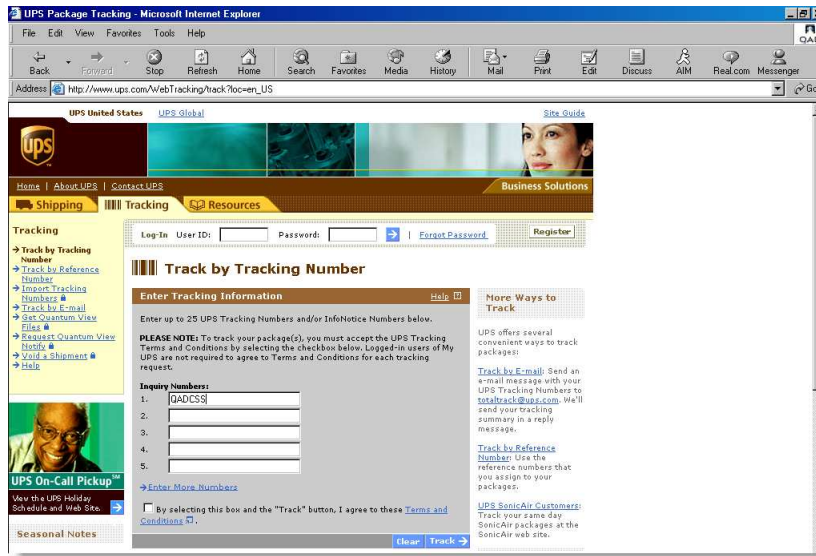 UPS Package Tracking - Microsoft Internet Explorer
File Edit View Favorites Tools Help
Back Forward Stop Refresh Home Search Favorites Media History Mail Print Edit Discuss AIM Real.com Messenger
Address http://www.ups.com/WebTracking/track?loc=en_US
UPS United States UPS Global Site Guide
ups
Home | About UPS | Contact UPS Business Solutions
Shipping Tracking Resources
Log-In User ID: Password: | Forgot Password Register
Tracking
Track by Tracking
Number
Track by Reference
Number
Import Tracking
Numbers
Track by E-mail
Get Quantum View
Files
Request Quantum View
Notify
Void a Shipment
Help
UPS On-Call Pickup℠
View the UPS Holiday
Schedule and Web Site.
Seasonal Notes
Track by Tracking Number
Enter Tracking Information Help
Enter up to 25 UPS Tracking Numbers and/or InfoNotice Numbers below.
PLEASE NOTE: To track your package(s), you must accept the UPS Tracking
Terms and Conditions by selecting the checkbox below. Logged-in users of My
UPS are not required to agree to Terms and Conditions for each tracking
request.
Inquiry Numbers:
1. QADCSS
2.
3.
4.
5.
Enter More Numbers
By selecting this box and the "Track" button, I agree to these Terms and
Conditions.
Clear Track
More Ways to
Track
UPS offers several
convenient ways to track
packages:
Track by E-mail: Send an
e-mail message with your
UPS Tracking Numbers to
totaltrack@ups.com. We'll
send your tracking
summary in a reply
message.
Track by Reference
Number: Use the
reference numbers that
you assign to your
packages.
UPS SonicAir Customers:
Track your same day
SonicAir packages at the
SonicAir web site.